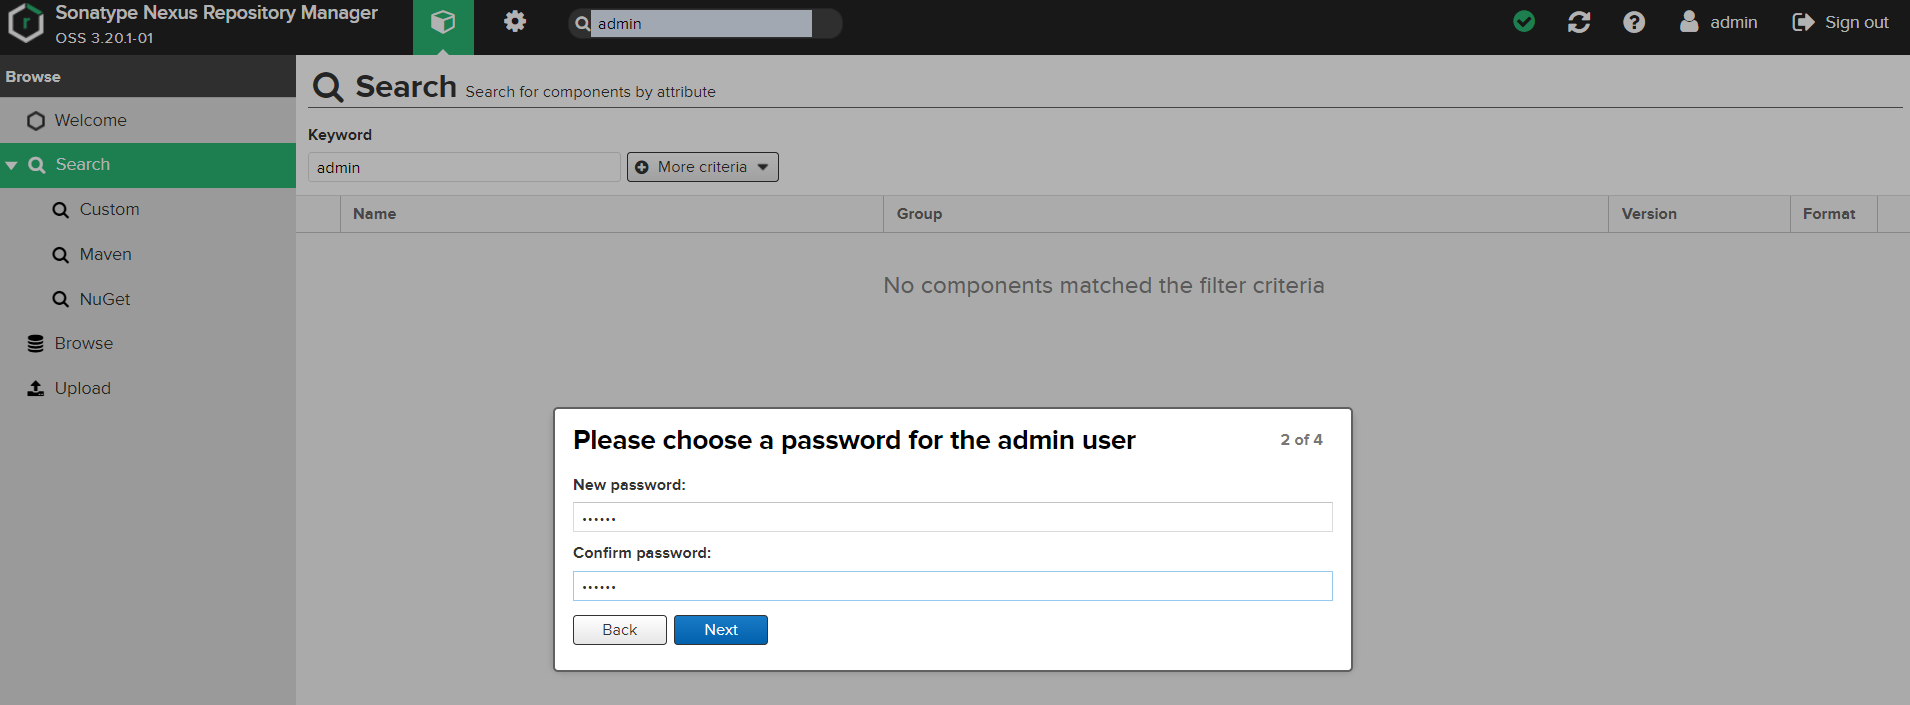 Sonatype Nexus Repository Manager
OSS 3.20.1-01
admin
admin
Sign out
Browse
Welcome
Search
Custom
Maven
NuGet
Browse
Upload
Search Search for components by attribute
Keyword
admin
More criteria
Name Group Version Format
No components matched the filter criteria
Please choose a password for the admin user 2 of 4
New password:
••••••
Confirm password:
••••••
Back Next